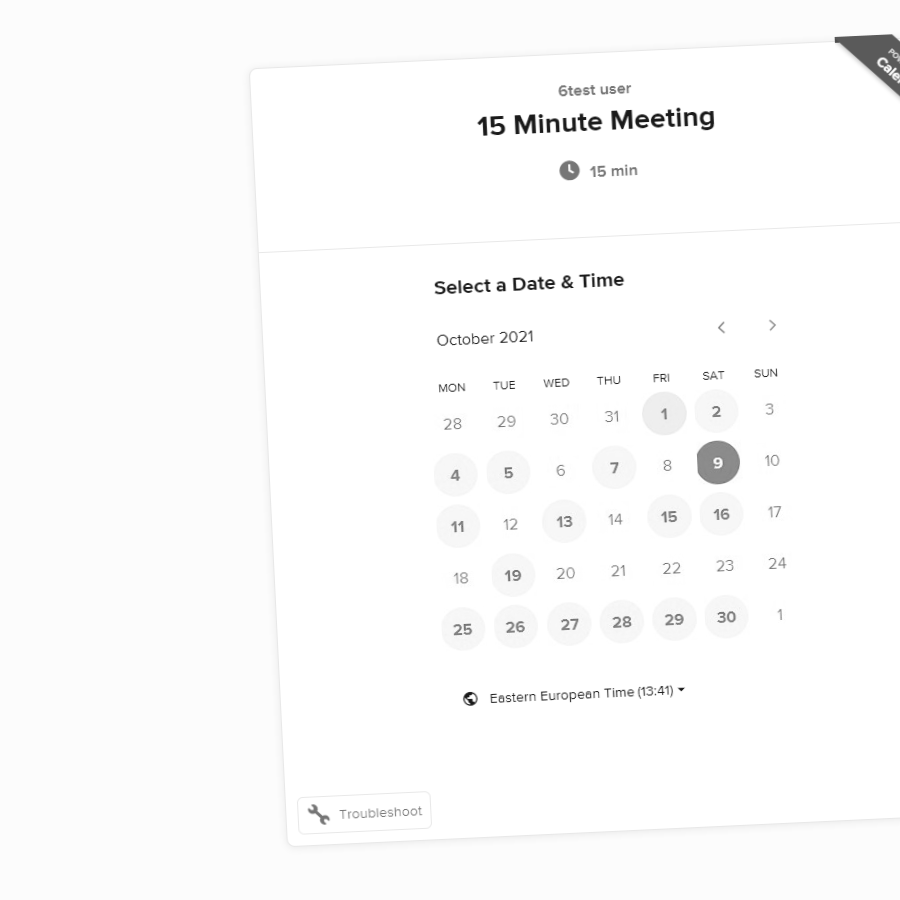 6test user
15 Minute Meeting
15 min
Select a Date & Time
October 2021
MON TUE WED THU FRI SAT SUN
28 29 30 31 1 2 3
4 5 6 7 8 9 10
11 12 13 14 15 16 17
18 19 20 21 22 23 24
25 26 27 28 29 30 1
Eastern European Time (13:41)
Troubleshoot